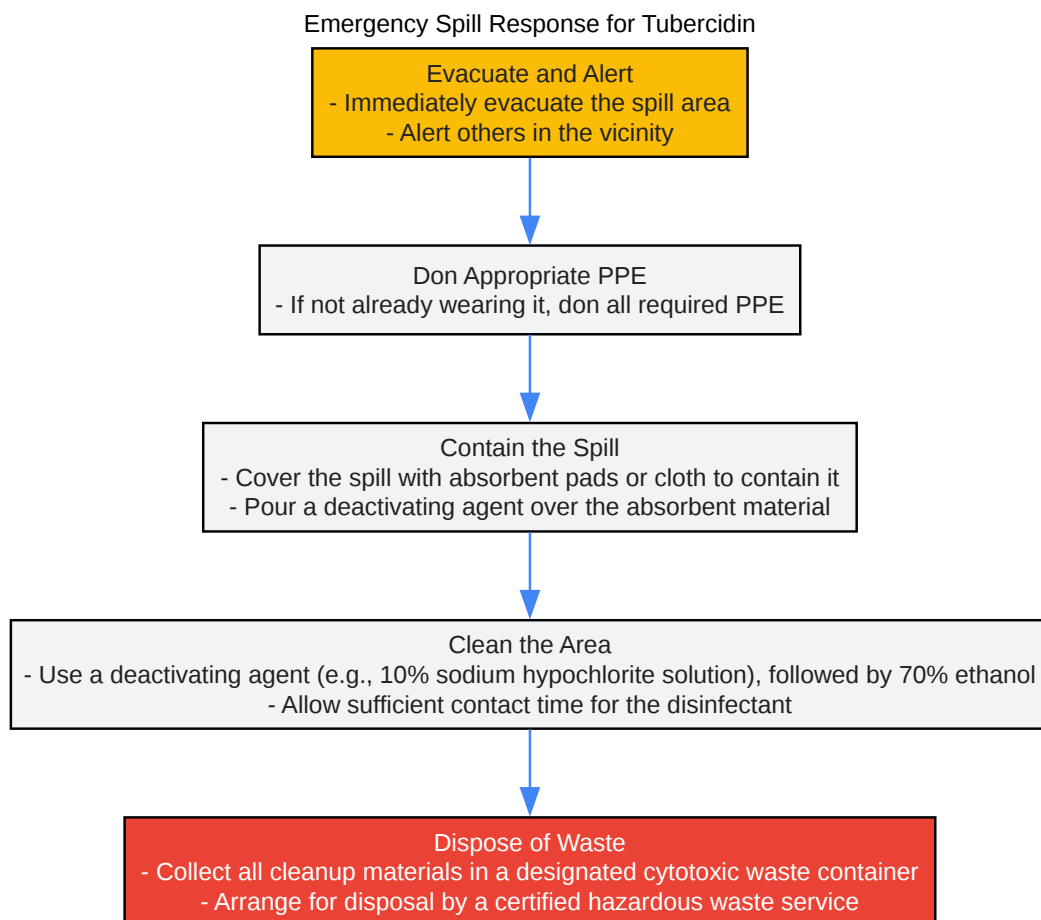 Emergency Spill Response for Tubercidin
Evacuate and Alert
- Immediately evacuate the spill area
- Alert others in the vicinity
Don Appropriate PPE
- If not already wearing it, don all required PPE
Contain the Spill
- Cover the spill with absorbent pads or cloth to contain it
- Pour a deactivating agent over the absorbent material
Clean the Area
- Use a deactivating agent (e.g., 10% sodium hypochlorite solution), followed by 70% ethanol
- Allow sufficient contact time for the disinfectant
Dispose of Waste
- Collect all cleanup materials in a designated cytotoxic waste container
- Arrange for disposal by a certified hazardous waste service